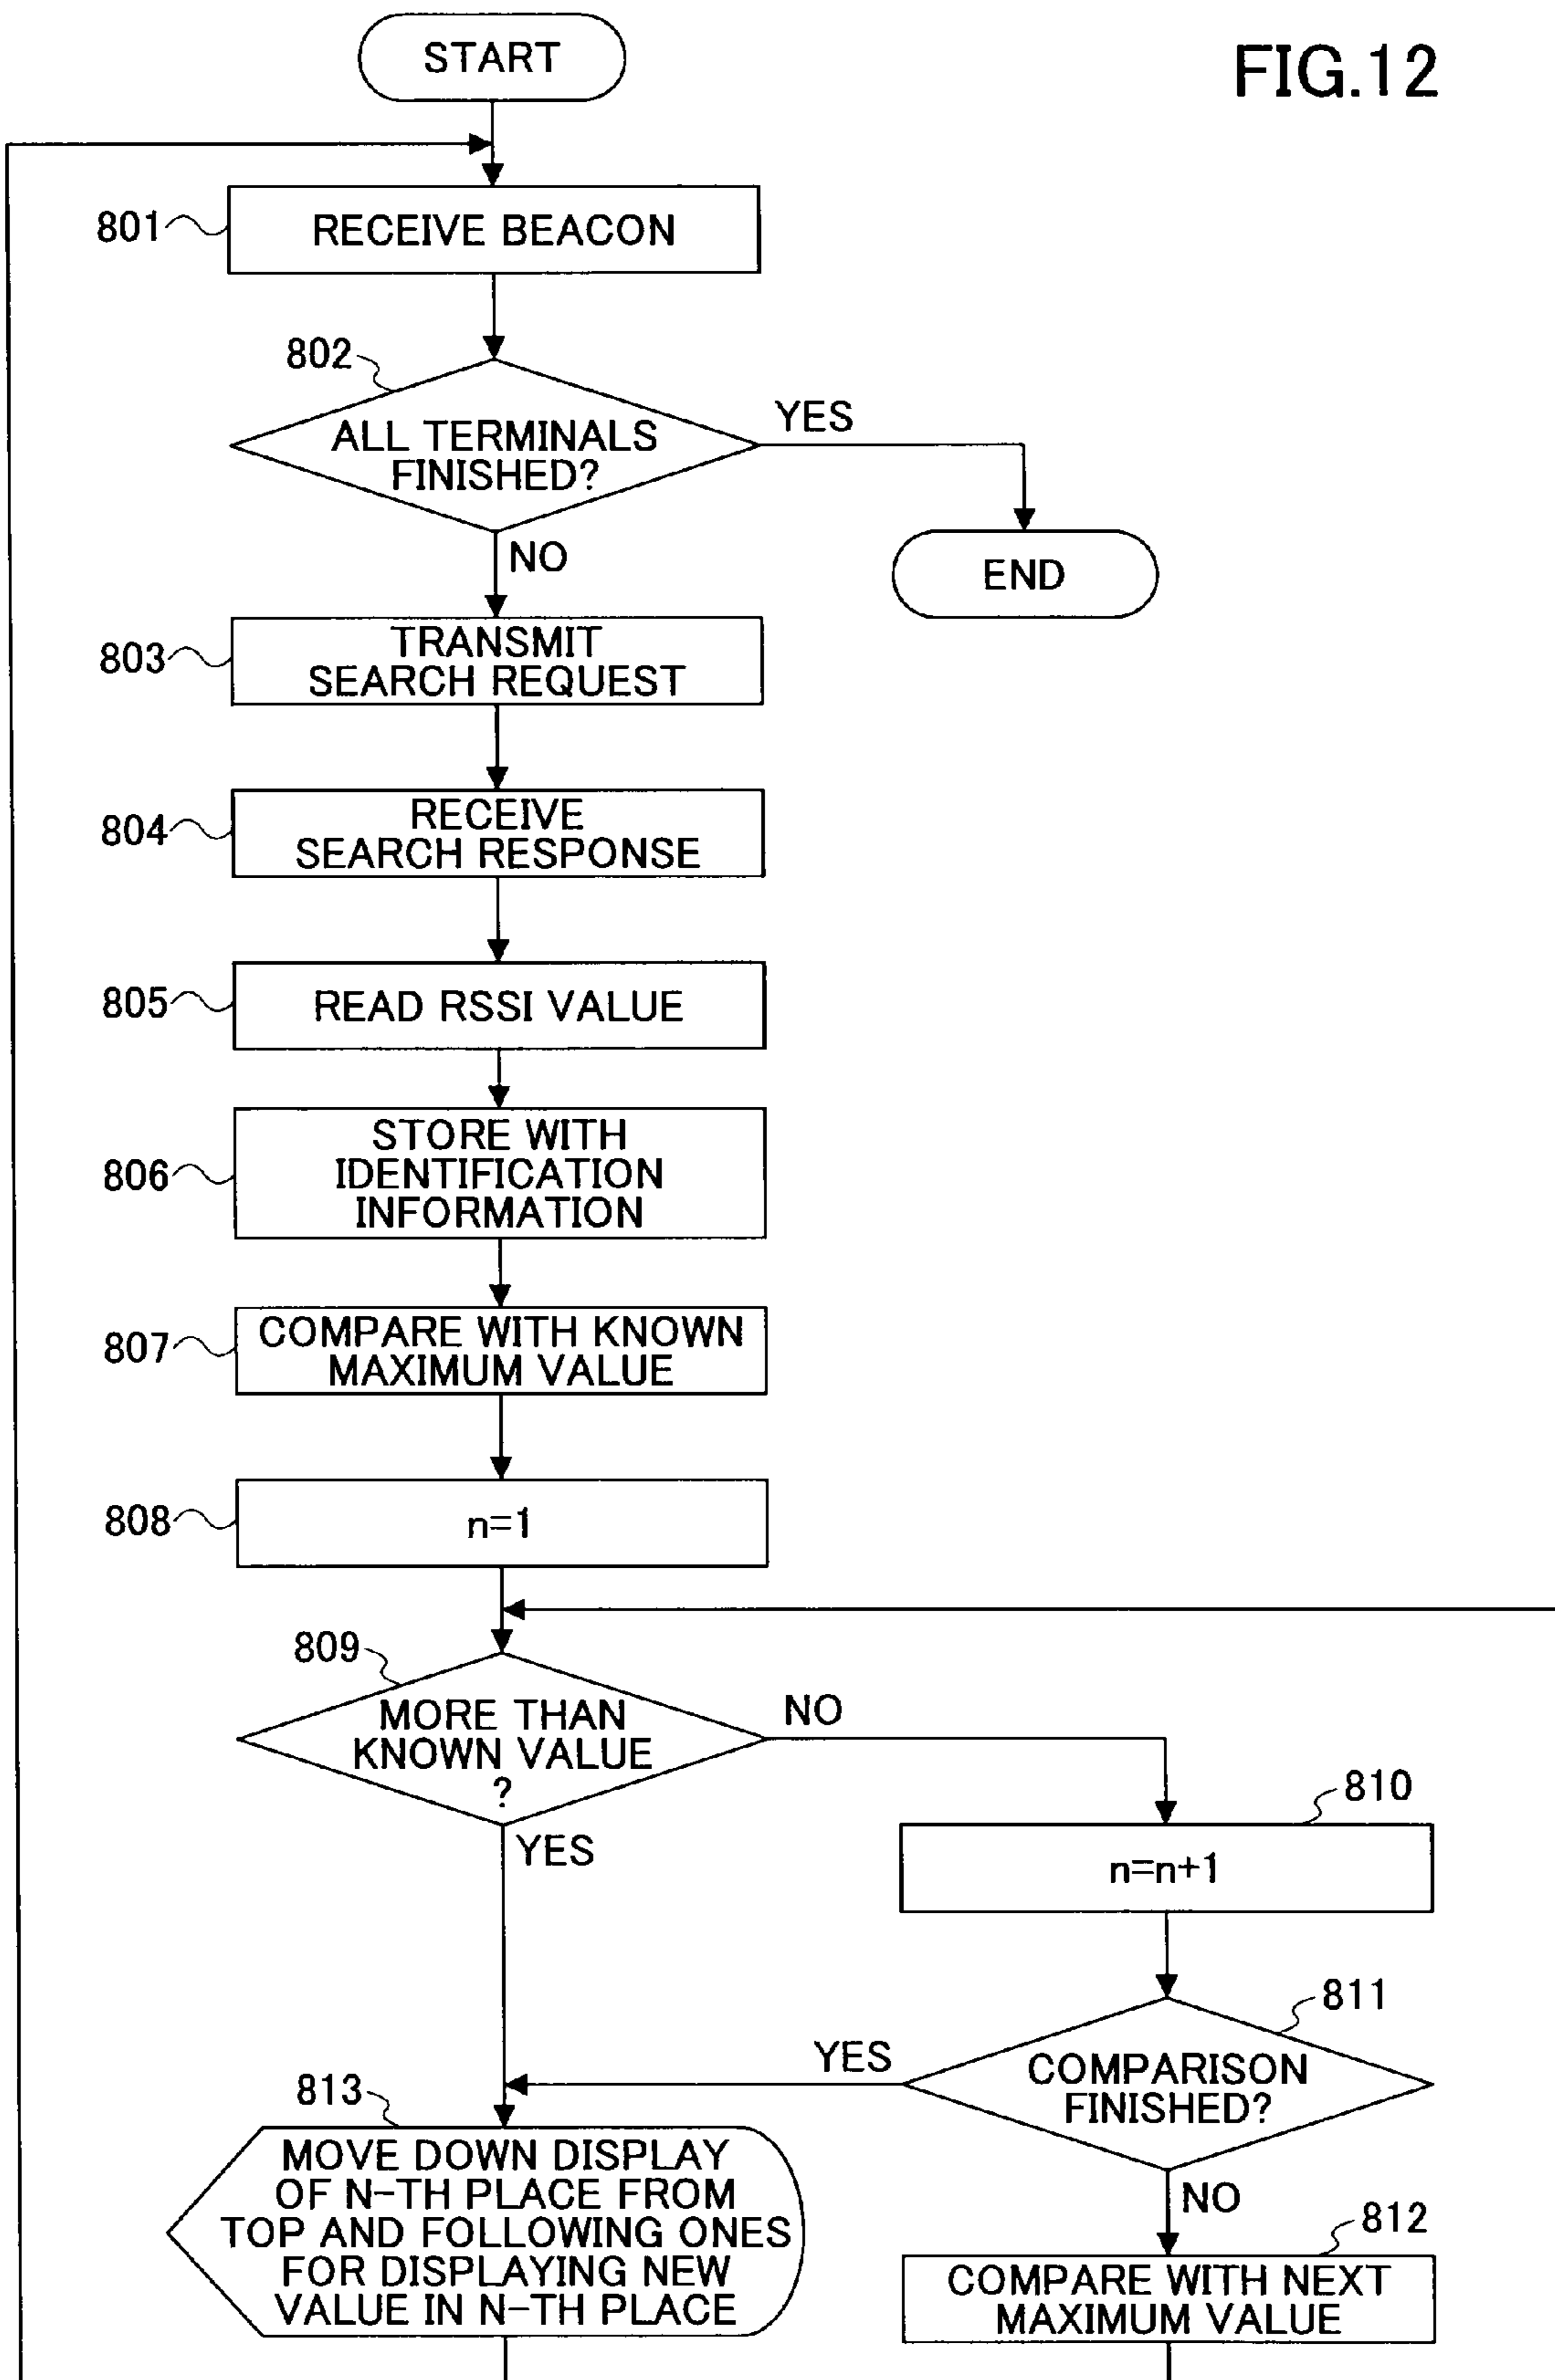 FIG.12
START
801
RECEIVE BEACON
802
ALL TERMINALS
FINISHED?
YES
END
NO
803
TRANSMIT
SEARCH REQUEST
804
RECEIVE
SEARCH RESPONSE
805
READ RSSI VALUE
806
STORE WITH
IDENTIFICATION
INFORMATION
807
COMPARE WITH KNOWN
MAXIMUM VALUE
808
n=1
809
MORE THAN
KNOWN VALUE
?
NO
YES
810
n=n+1
811
COMPARISON
FINISHED?
YES
NO
812
COMPARE WITH NEXT
MAXIMUM VALUE
813
MOVE DOWN DISPLAY
OF N-TH PLACE FROM
TOP AND FOLLOWING ONES
FOR DISPLAYING NEW
VALUE IN N-TH PLACE